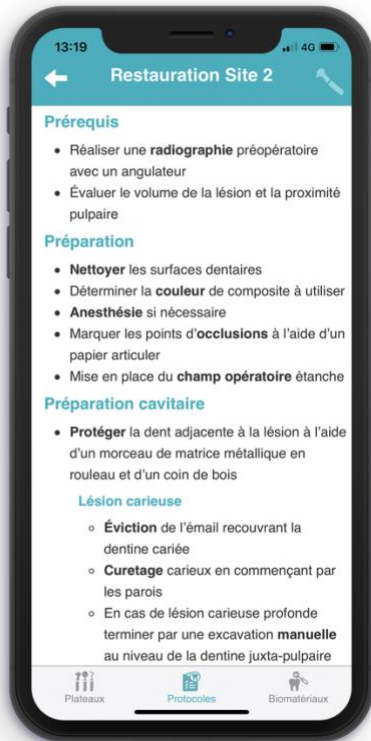 13:19
4G
Restauration Site 2
Prérequis
• Réaliser une radiographie préopératoire
avec un angulateur
• Évaluer le volume de la lésion et la proximité
pulpaire
Préparation
• Nettoyer les surfaces dentaires
• Déterminer la couleur de composite à utiliser
• Anesthésie si nécessaire
• Marquer les points d'occlusions à l'aide d'un
papier articuler
• Mise en place du champ opératoire étanche
Préparation cavitaire
• Protéger la dent adjacente à la lésion à l'aide
d'un morceau de matrice métallique en
rouleau et d'un coin de bois
Lésion carieuse
○ Éviction de l'émail recouvrant la
dentine cariée
○ Curetage carieux en commençant par
les parois
○ En cas de lésion carieuse profonde
terminer par une excavation manuelle
au niveau de la dentine juxta-pulpaire
Plateaux
Protocoles
Biomatériaux